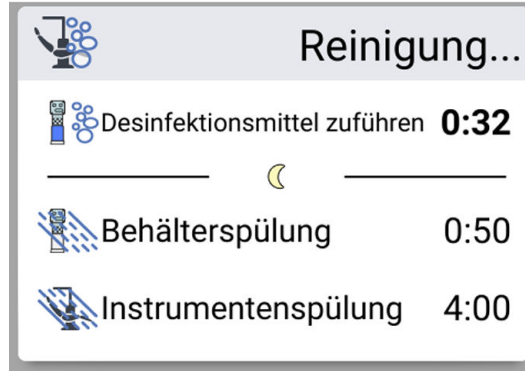 Reinigung...
Desinfektionsmittel zuführen 0:32
Behälterspülung 0:50
Instrumentenspülung 4:00